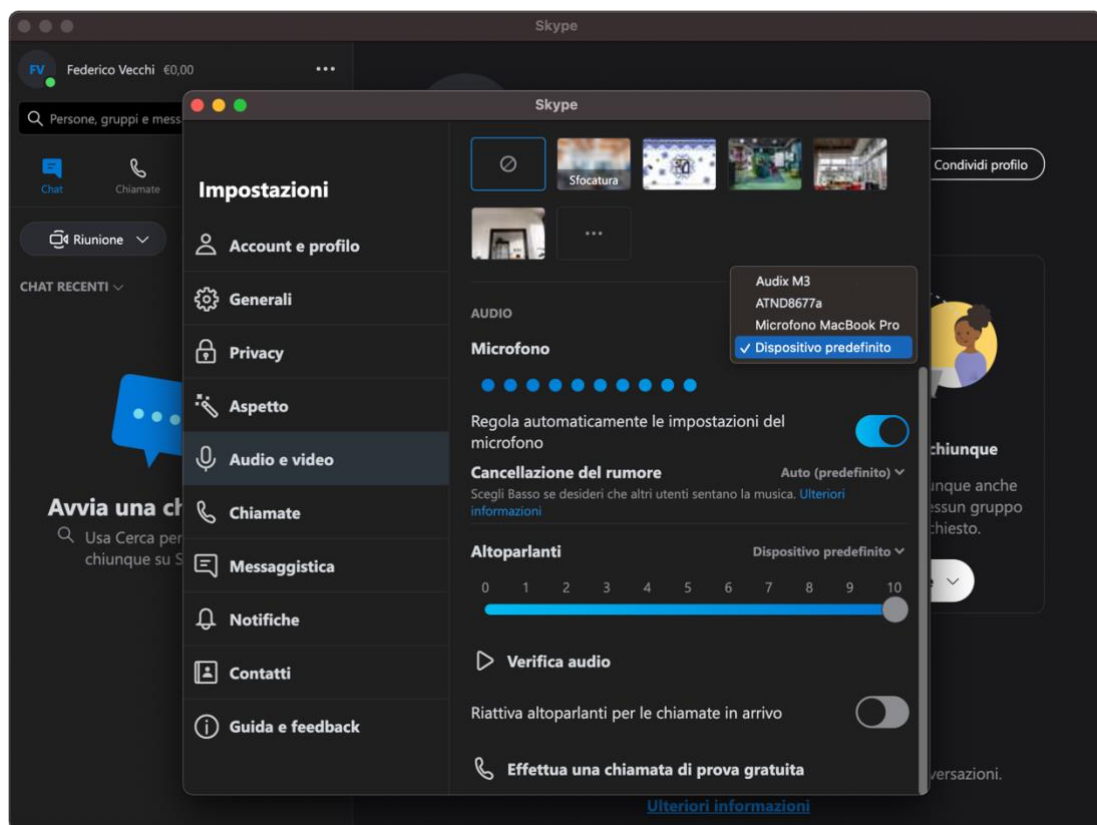 Skype
FV Federico Vecchi €0,00
Persone, gruppi e mess
Chat
Chiamate
Riunione
CHAT RECENTI
Avvia una ch
Usa Cerca per
chiunque su S
Skype
Impostazioni
Account e profilo
Generali
Privacy
Aspetto
Audio e video
Chiamate
Messaggistica
Notifiche
Contatti
Guida e feedback
Sfocatura
AUDIO
Microfono
Audix M3
ATND8677a
Microfono MacBook Pro
Dispositivo predefinito
Regola automaticamente le impostazioni del
microfono
Cancellazione del rumore Auto (predefinito)
Scegli Basso se desideri che altri utenti sentano la musica. Ulteriori
informazioni
Altoparlanti Dispositivo predefinito
0 1 2 3 4 5 6 7 8 9 10
Verifica audio
Riattiva altoparlanti per le chiamate in arrivo
Effettua una chiamata di prova gratuita
Condividi profilo
chiunque
unque anche
essun gruppo
chiesto.
versazioni.
Ulteriori informazioni